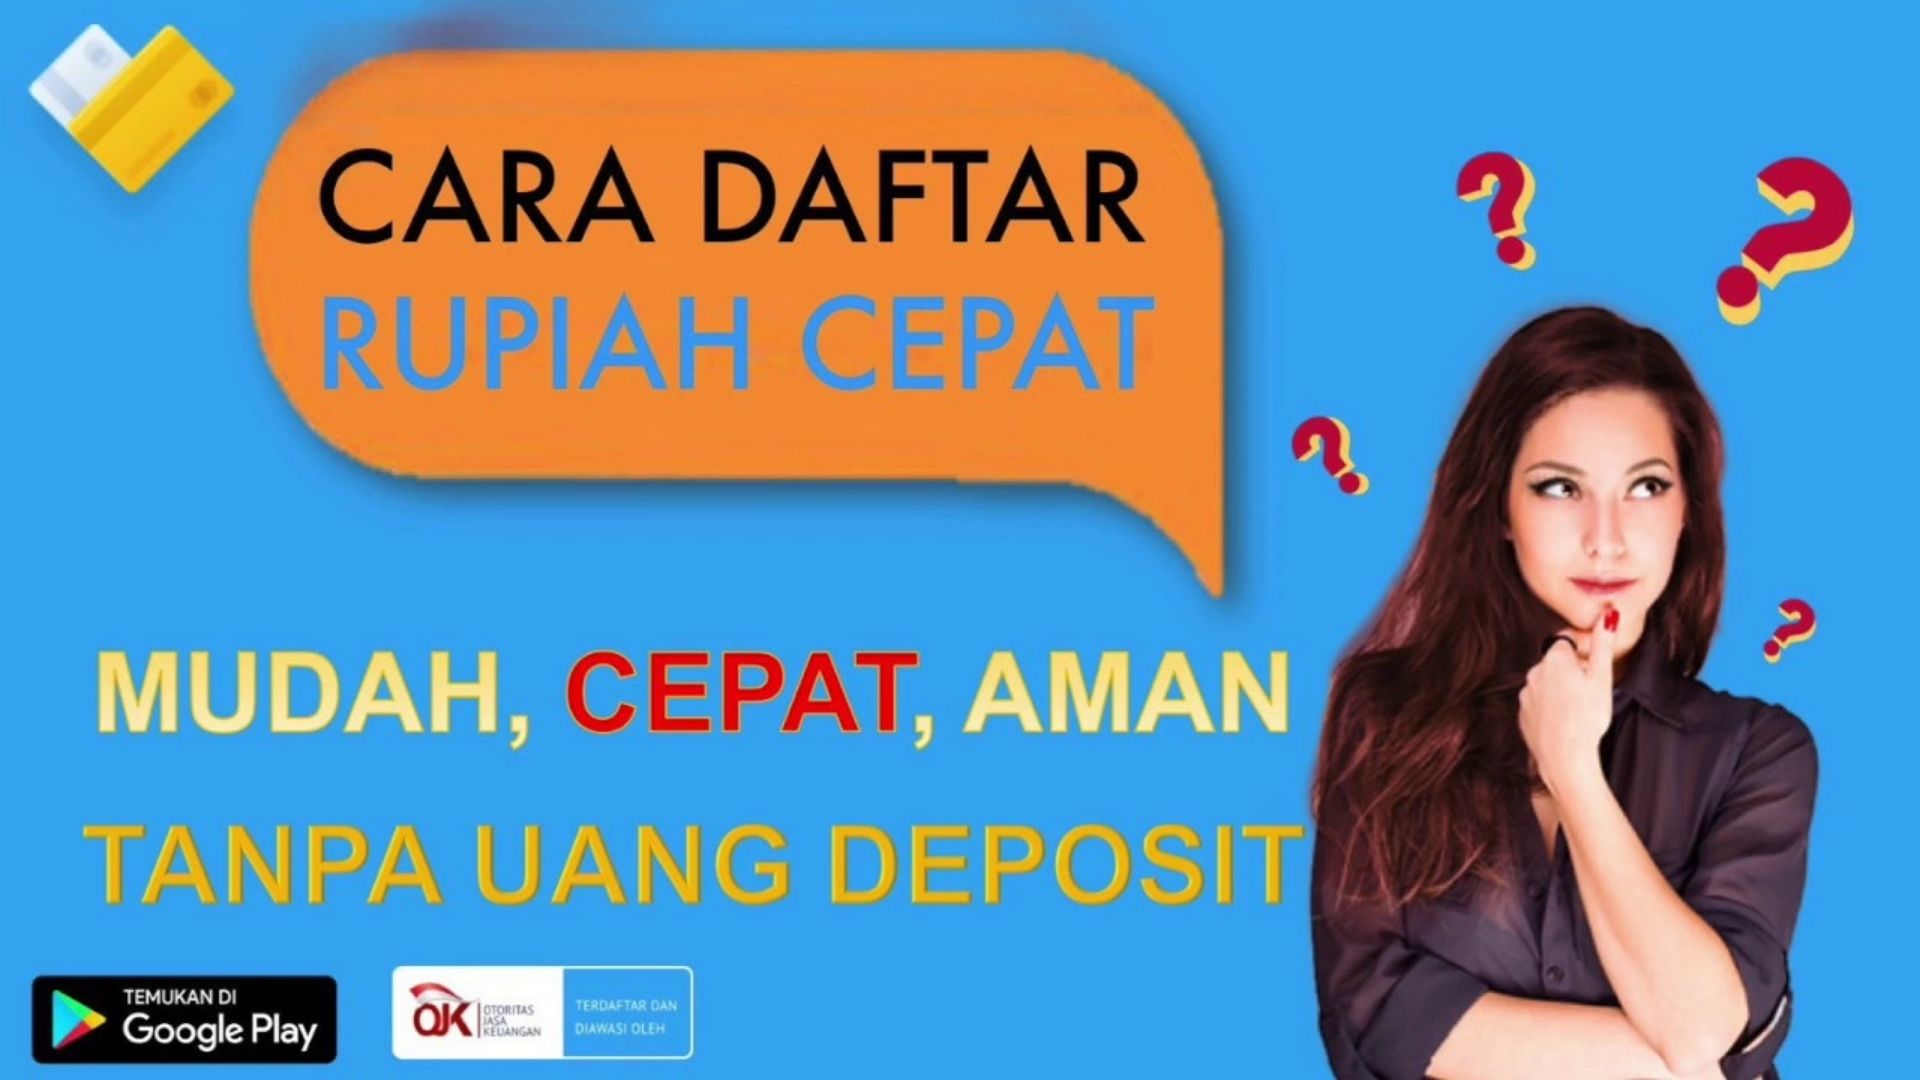 CARA DAFTAR
RUPIAH CEPAT
MUDAH, CEPAT, AMAN
TANPA UANG DEPOSIT
TEMUKAN DI
Google Play
OJK
OTORITAS
JASA
KEUANGAN
TERDAFTAR DAN
DIAWASI OLEH